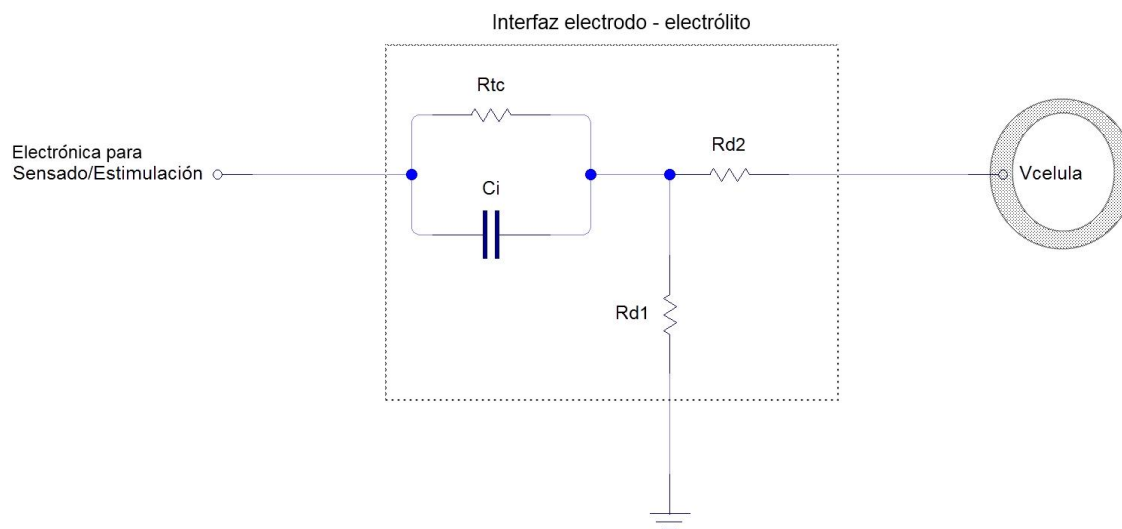 Interfaz electrodo - electrólito
Rtc
Rd2
Electrónica para
Sensado/Estimulación
Vcelula
Ci
Rd1